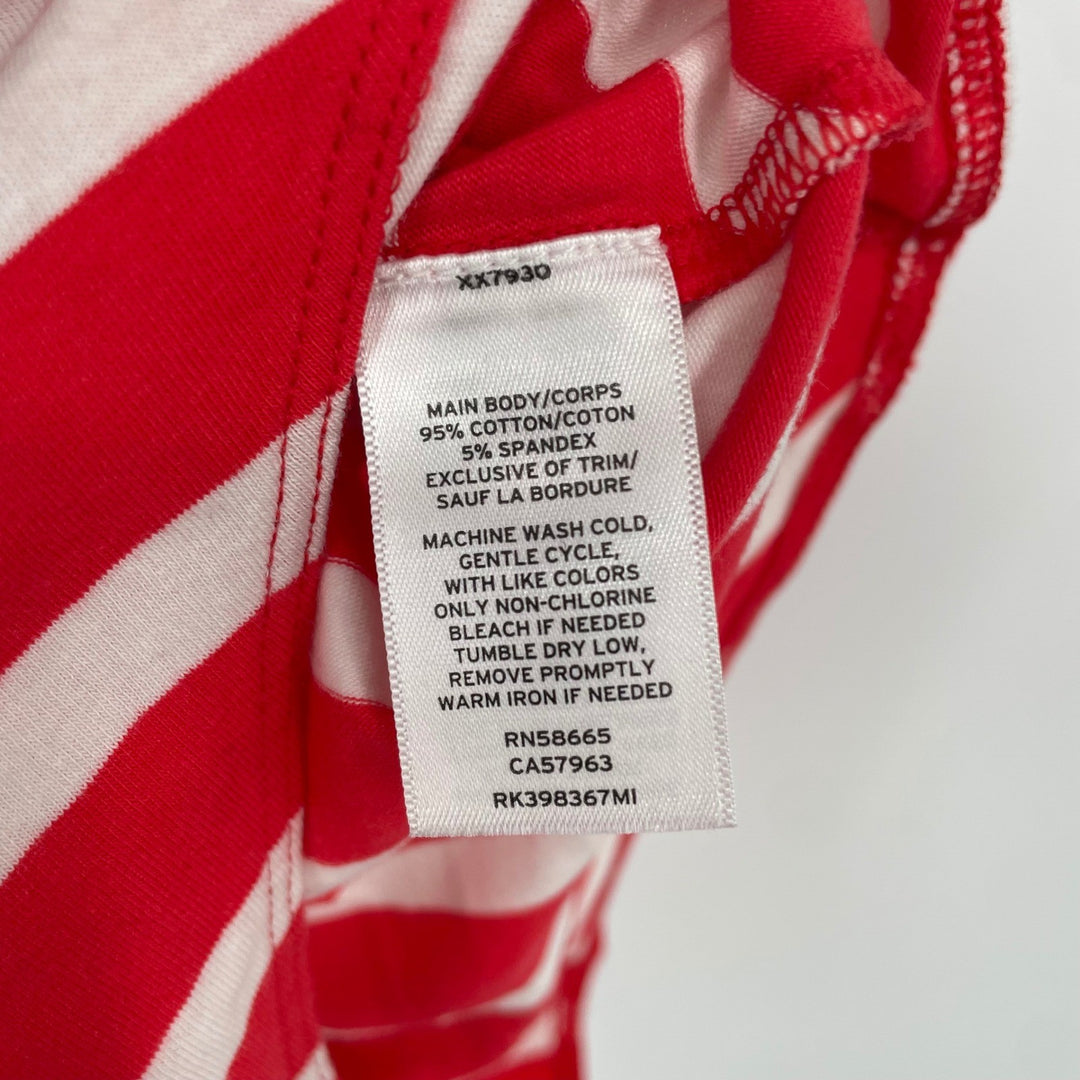 XX7930
MAIN BODY/CORPS
95% COTTON/COTON
5% SPANDEX
EXCLUSIVE OF TRIM/
SAUF LA BORDURE
MACHINE WASH COLD,
GENTLE CYCLE,
WITH LIKE COLORS
ONLY NON-CHLORINE
BLEACH IF NEEDED
TUMBLE DRY LOW,
REMOVE PROMPTLY
WARM IRON IF NEEDED
RN58665
CA57963
RK398367MI